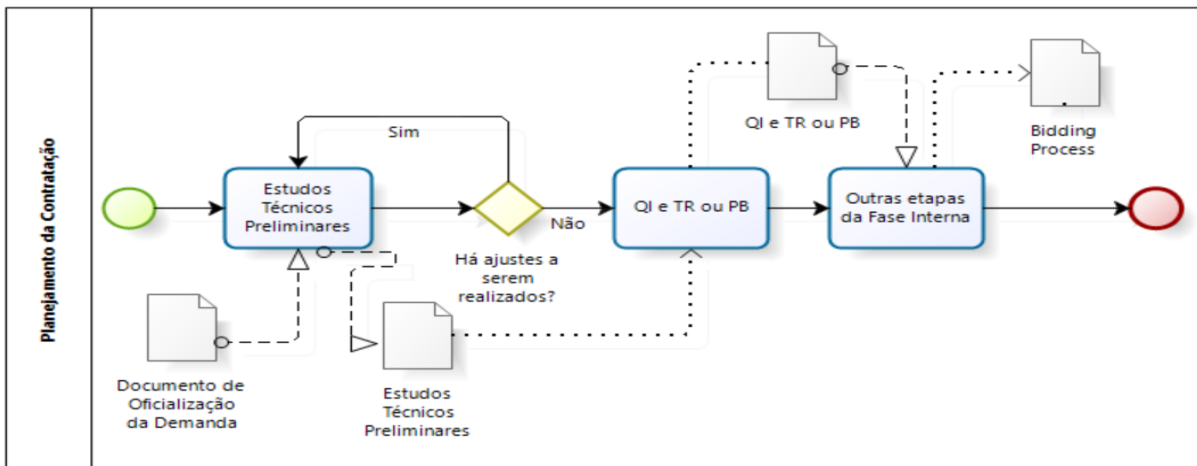 Planejamento da Contratação
Sim
Estudos
Técnicos
Preliminares
Não
Há ajustes a
serem
realizados?
QI e TR ou PB
QI e TR ou PB
Outras etapas
da Fase Interna
Bidding
Process
Documento de
Oficialização
da Demanda
Estudos
Técnicos
Preliminares